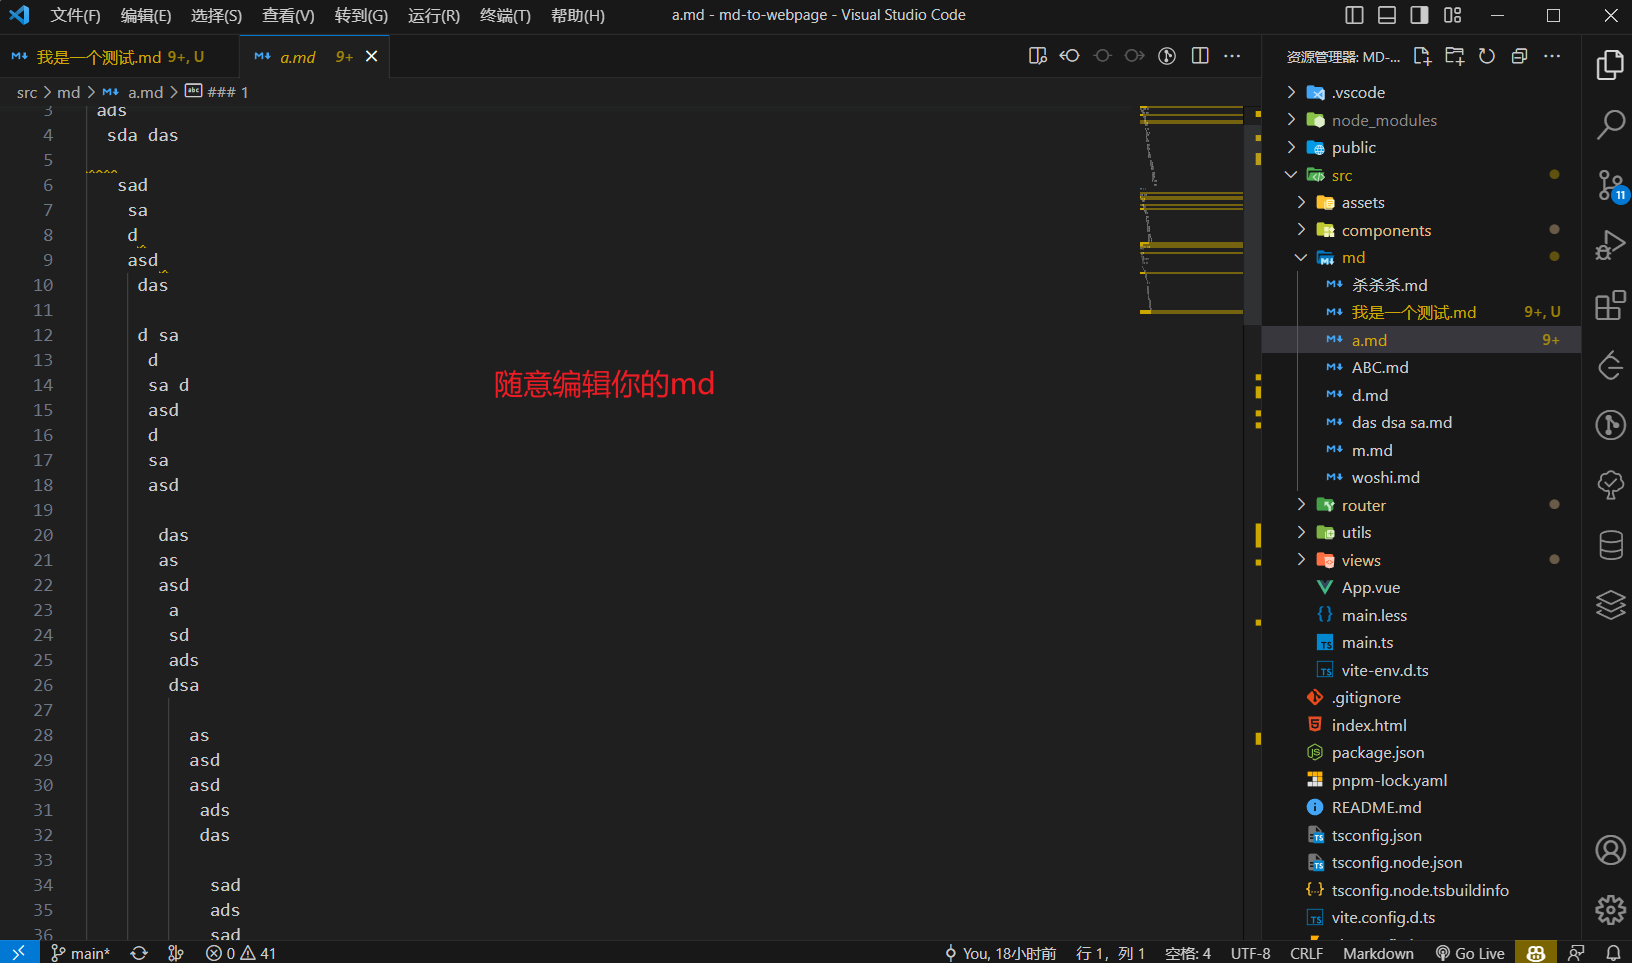 文件(F) 编辑(E) 选择(S) 查看(V) 转到(G) 运行(R) 终端(T) 帮助(H) a.md - md-to-webpage - Visual Studio Code
我是一个测试.md 9+, U a.md 9+
src > md > a.md > ### 1
3 ads
4 sda das
5
6 sad
7 sa
8 d
9 asd
10 das
11
12 d sa
13 d
14 sa d
15 asd
16 d
17 sa
18 asd
19
20 das
21 as
22 asd
23 a
24 sd
25 ads
26 dsa
27
28 as
29 asd
30 asd
31 ads
32 das
33
34 sad
35 ads
36 sad
随意编辑你的md
资源管理器: MD-...
.vscode
node_modules
public
src
assets
components
md
杀杀杀.md
我是一个测试.md 9+, U
a.md 9+
ABC.md
d.md
das dsa sa.md
m.md
woshi.md
router
utils
views
App.vue
main.less
main.ts
vite-env.d.ts
.gitignore
index.html
package.json
pnpm-lock.yaml
README.md
tsconfig.json
tsconfig.node.json
tsconfig.node.tsbuildinfo
vite.config.d.ts
11
main* 0 41 You, 18小时前 行 1，列 1 空格: 4 UTF-8 CRLF Markdown Go Live